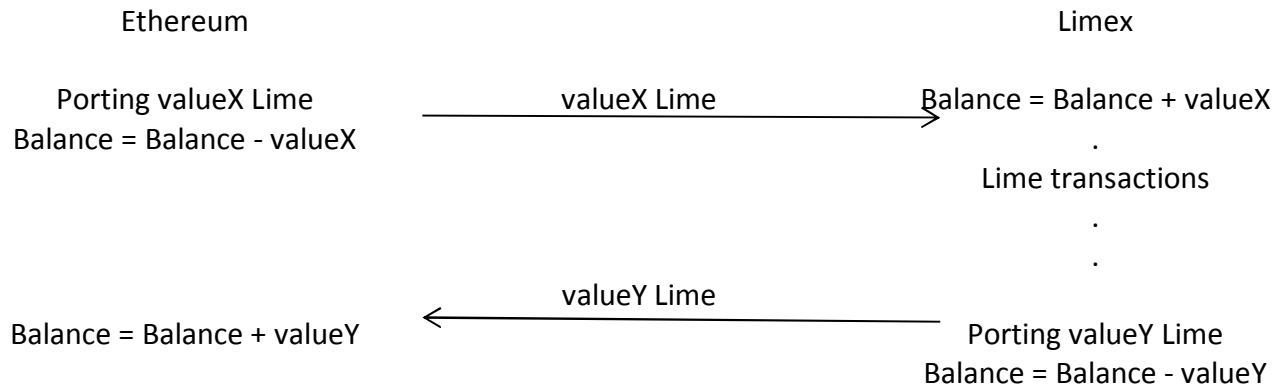 Ethereum Limex
Porting valueX Lime valueX Lime Balance = Balance + valueX
Balance = Balance - valueX .
Lime transactions
.
.
valueY Lime
Balance = Balance + valueY Porting valueY Lime
Balance = Balance - valueY